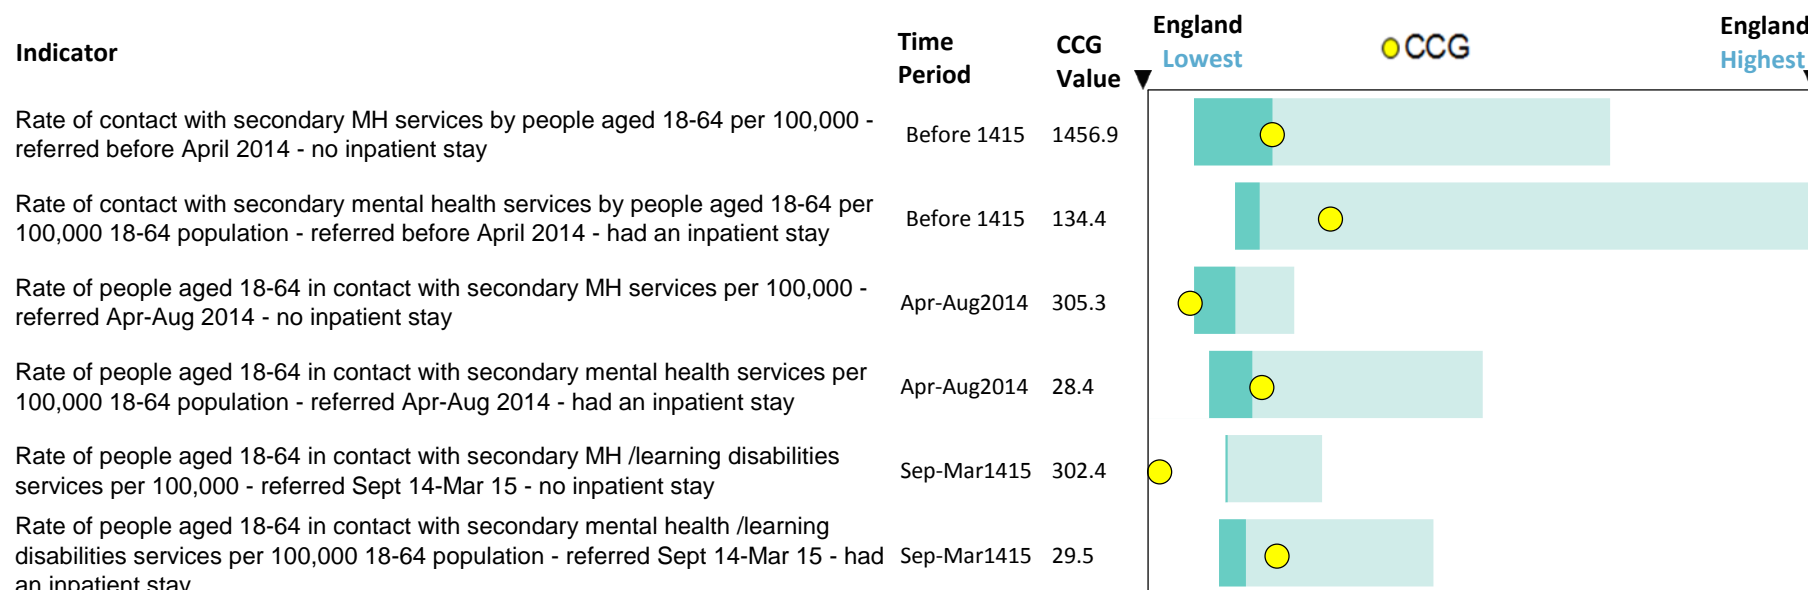 Indicator
Time
Period
CCG
Value
England
Lowest
CCG
England
Highest
Rate of contact with secondary MH services by people aged 18-64 per 100,000 -
referred before April 2014 - no inpatient stay
Before 1415
1456.9
Rate of contact with secondary mental health services by people aged 18-64 per
100,000 18-64 population - referred before April 2014 - had an inpatient stay
Before 1415
134.4
Rate of people aged 18-64 in contact with secondary MH services per 100,000 -
referred Apr-Aug 2014 - no inpatient stay
Apr-Aug2014
305.3
Rate of people aged 18-64 in contact with secondary mental health services per
100,000 18-64 population - referred Apr-Aug 2014 - had an inpatient stay
Apr-Aug2014
28.4
Rate of people aged 18-64 in contact with secondary MH /learning disabilities
services per 100,000 - referred Sept 14-Mar 15 - no inpatient stay
Sep-Mar1415
302.4
Rate of people aged 18-64 in contact with secondary mental health /learning
disabilities services per 100,000 18-64 population - referred Sept 14-Mar 15 - had
an inpatient stay
Sep-Mar1415
29.5